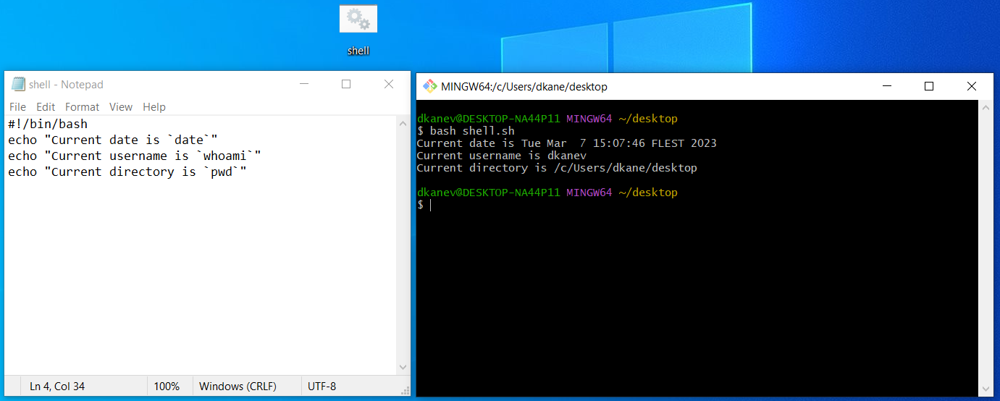 shell
shell - Notepad
File Edit Format View Help
#!/bin/bash
echo "Current date is `date`"
echo "Current username is `whoami`"
echo "Current directory is `pwd`"
Ln 4, Col 34 100% Windows (CRLF) UTF-8
MINGW64:/c/Users/dkane/desktop
dkanev@DESKTOP-NA44P11 MINGW64 ~/desktop
$ bash shell.sh
Current date is Tue Mar  7 15:07:46 FLEST 2023
Current username is dkanev
Current directory is /c/Users/dkane/desktop
dkanev@DESKTOP-NA44P11 MINGW64 ~/desktop
$